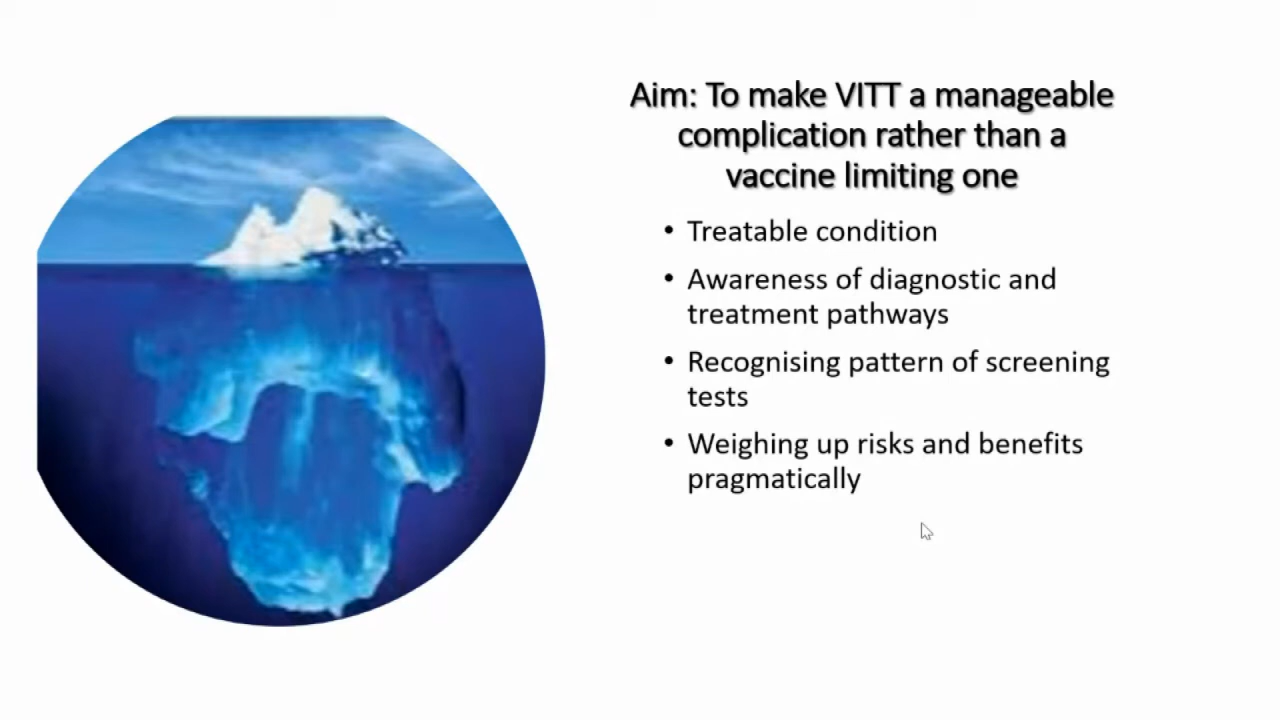 Aim: To make VITT a manageable
complication rather than a
vaccine limiting one
• Treatable condition
• Awareness of diagnostic and
treatment pathways
• Recognising pattern of screening
tests
• Weighing up risks and benefits
pragmatically